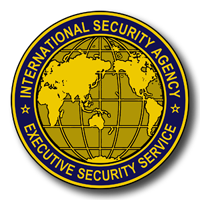 INTERNATIONAL SECURITY AGENCY
EXECUTIVE SECURITY SERVICE